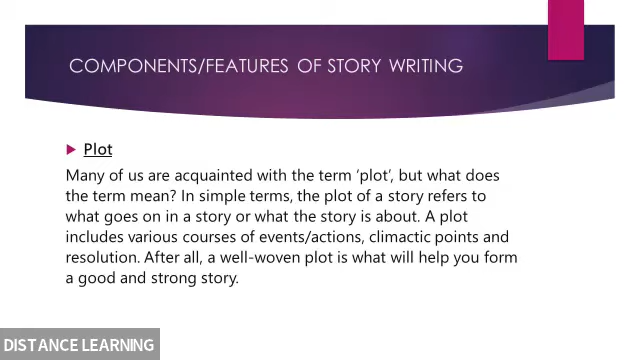 COMPONENTS/FEATURES OF STORY WRITING
Plot
Many of us are acquainted with the term ‘plot’, but what does
the term mean? In simple terms, the plot of a story refers to
what goes on in a story or what the story is about. A plot
includes various courses of events/actions, climactic points and
resolution. After all, a well-woven plot is what will help you form
a good and strong story.
DISTANCE LEARNING